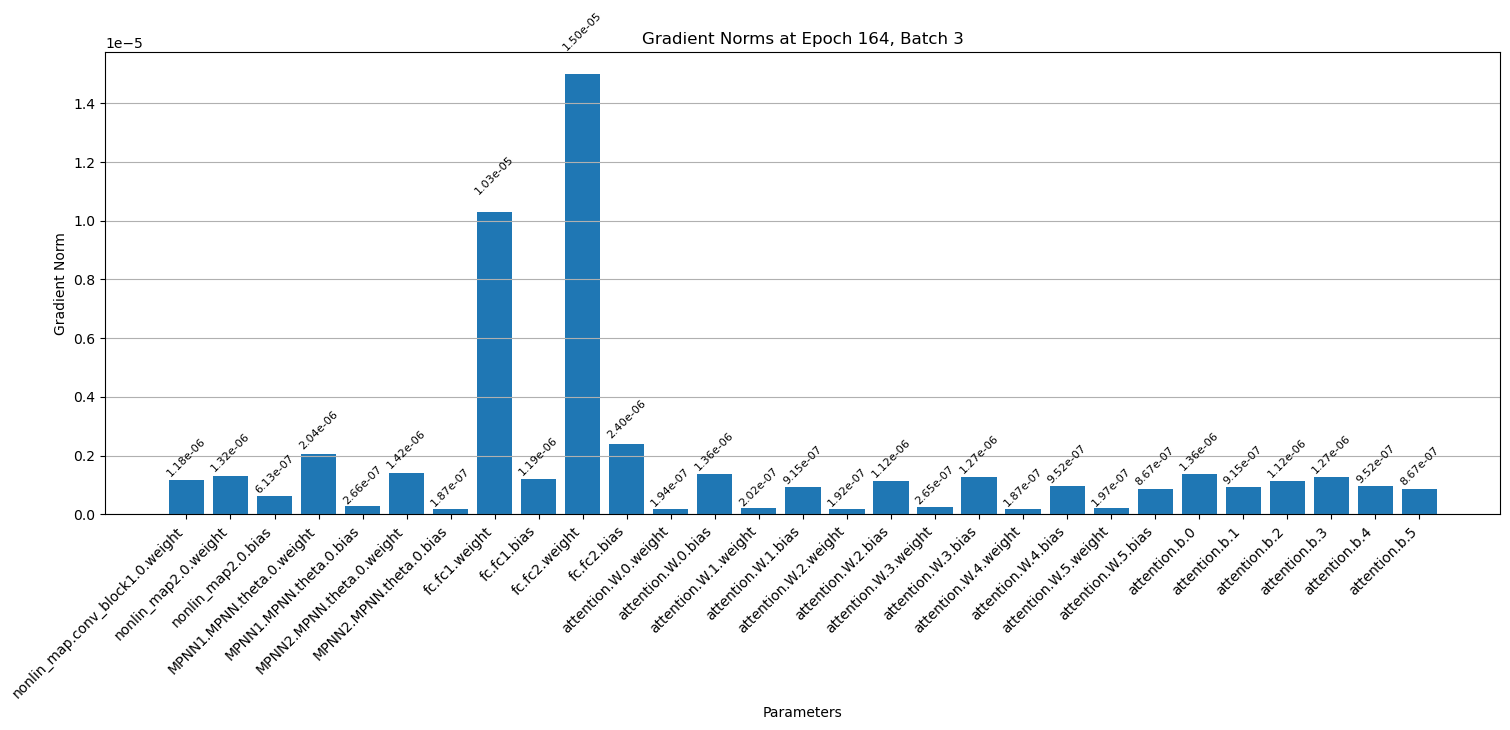 Gradient Norms at Epoch 164, Batch 3
1e−5
1.4
1.2
1.0
0.8
0.6
0.4
0.2
0.0
Gradient Norm
1.18e-06
1.32e-06
6.13e-07
2.04e-06
2.66e-07
1.42e-06
1.87e-07
1.03e-05
1.19e-06
1.50e-05
2.40e-06
1.94e-07
1.36e-06
2.02e-07
9.15e-07
1.92e-07
1.12e-06
2.65e-07
1.27e-06
1.87e-07
9.52e-07
1.97e-07
8.67e-07
1.36e-06
9.15e-07
1.12e-06
1.27e-06
9.52e-07
8.67e-07
nonlin_map.conv_block1.0.weight
nonlin_map2.0.weight
nonlin_map2.0.bias
MPNN1.MPNN.theta.0.weight
MPNN1.MPNN.theta.0.bias
MPNN2.MPNN.theta.0.weight
MPNN2.MPNN.theta.0.bias
fc.fc1.weight
fc.fc1.bias
fc.fc2.weight
fc.fc2.bias
attention.W.0.weight
attention.W.0.bias
attention.W.1.weight
attention.W.1.bias
attention.W.2.weight
attention.W.2.bias
attention.W.3.weight
attention.W.3.bias
attention.W.4.weight
attention.W.4.bias
attention.W.5.weight
attention.W.5.bias
attention.b.0
attention.b.1
attention.b.2
attention.b.3
attention.b.4
attention.b.5
Parameters